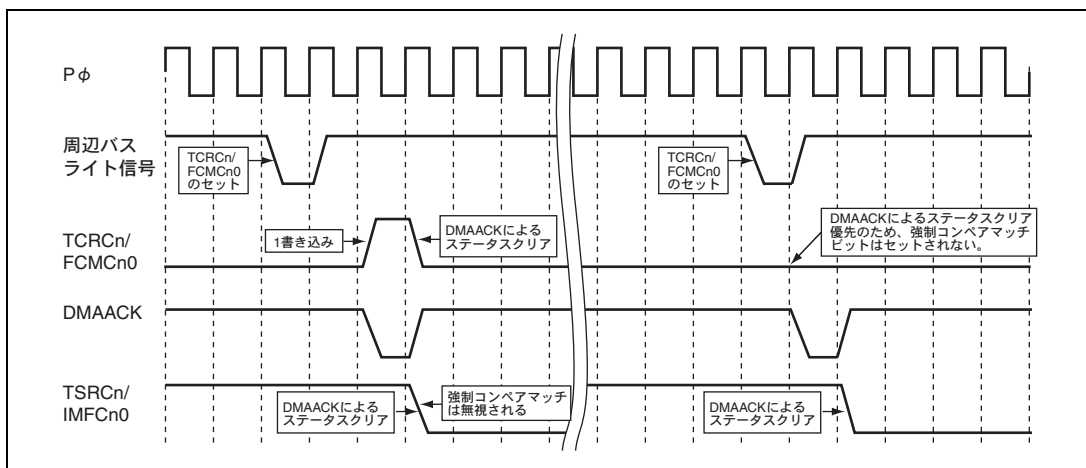 Pφ
周辺バス
ライト信号
TCRCn/
FCMCn0
のセット
TCRCn/
FCMCn0
のセット
TCRCn/
FCMCn0
1書き込み
DMAACKによる
ステータスクリア
DMAACKによるステータスクリア
優先のため、強制コンペアマッチ
ビットはセットされない。
DMAACK
TSRCn/
IMFCn0
DMAACKによる
ステータスクリア
強制コンペアマッチ
は無視される
DMAACKによる
ステータスクリア